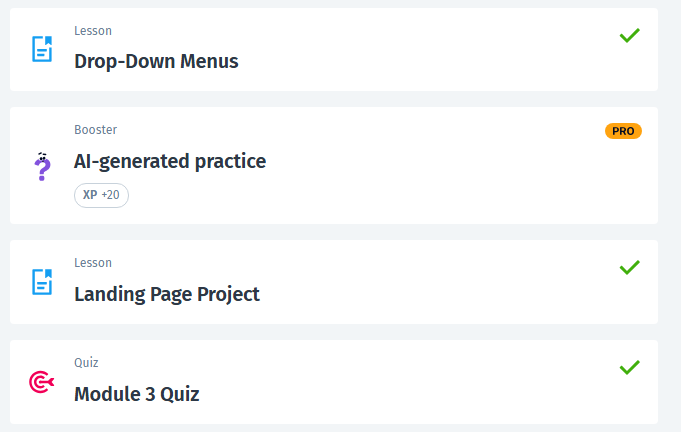 Lesson
Drop-Down Menus
Booster
PRO
AI-generated practice
XP +20
Lesson
Landing Page Project
Quiz
Module 3 Quiz